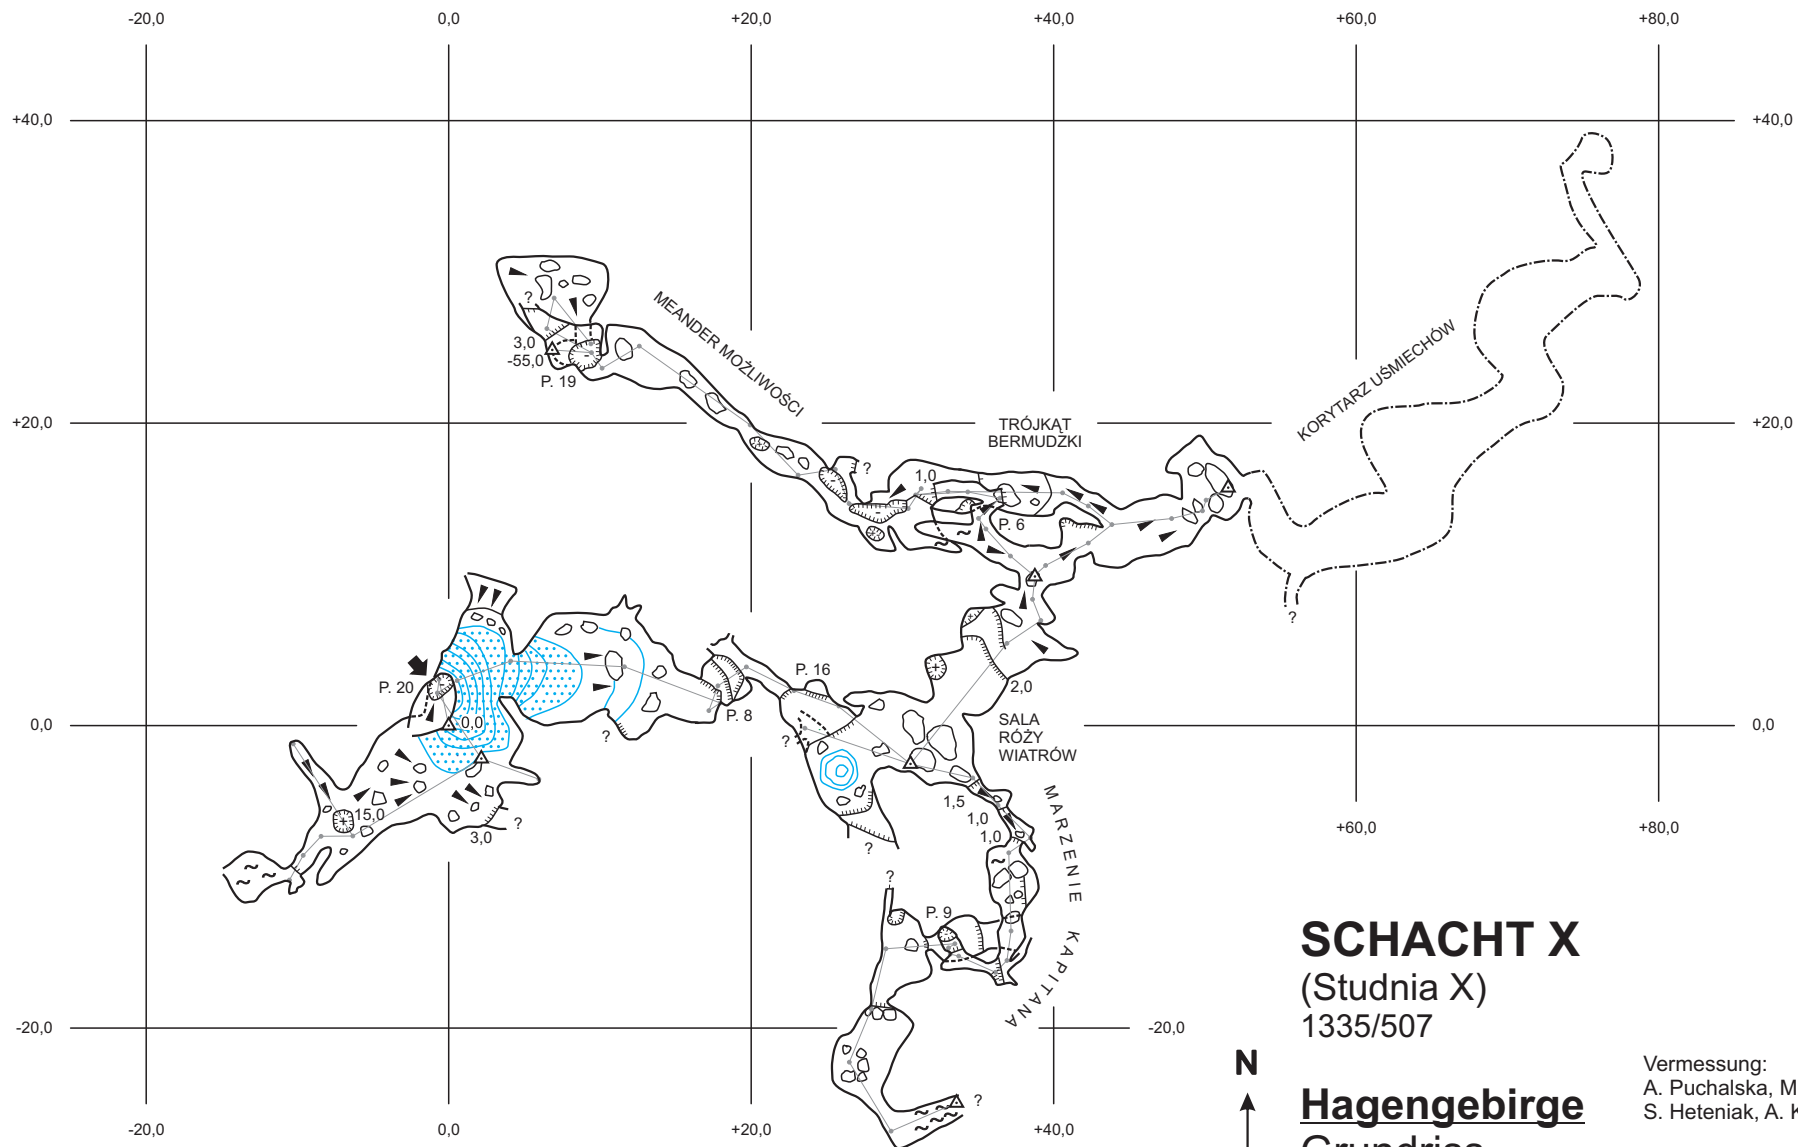 -20,0
0,0
+20,0
+40,0
+60,0
+80,0
+40,0
+40,0
?
3,0
-55,0
P. 19
MEANDER MOŻLIWOŚCI
KORYTARZ UŚMIECHÓW
+20,0
TRÓJKĄT
BERMUDZKI
+20,0
?
1,0
P. 6
?
P. 20
P. 16
2,0
0,0
0,0
P. 8
?
?
SALA
RÓŻY
WIATRÓW
0,0
15,0
3,0
?
1,5
1,0
1,0
?
MARZENIE KAPITANA
+60,0
+80,0
?
P. 9
SCHACHT X
(Studnia X)
1335/507
-20,0
-20,0
N
Vermessung:
A. Puchalska, M
S. Heteniak, A. K
Hagengebirge
Grundriss
?
-20,0
0,0
+20,0
+40,0